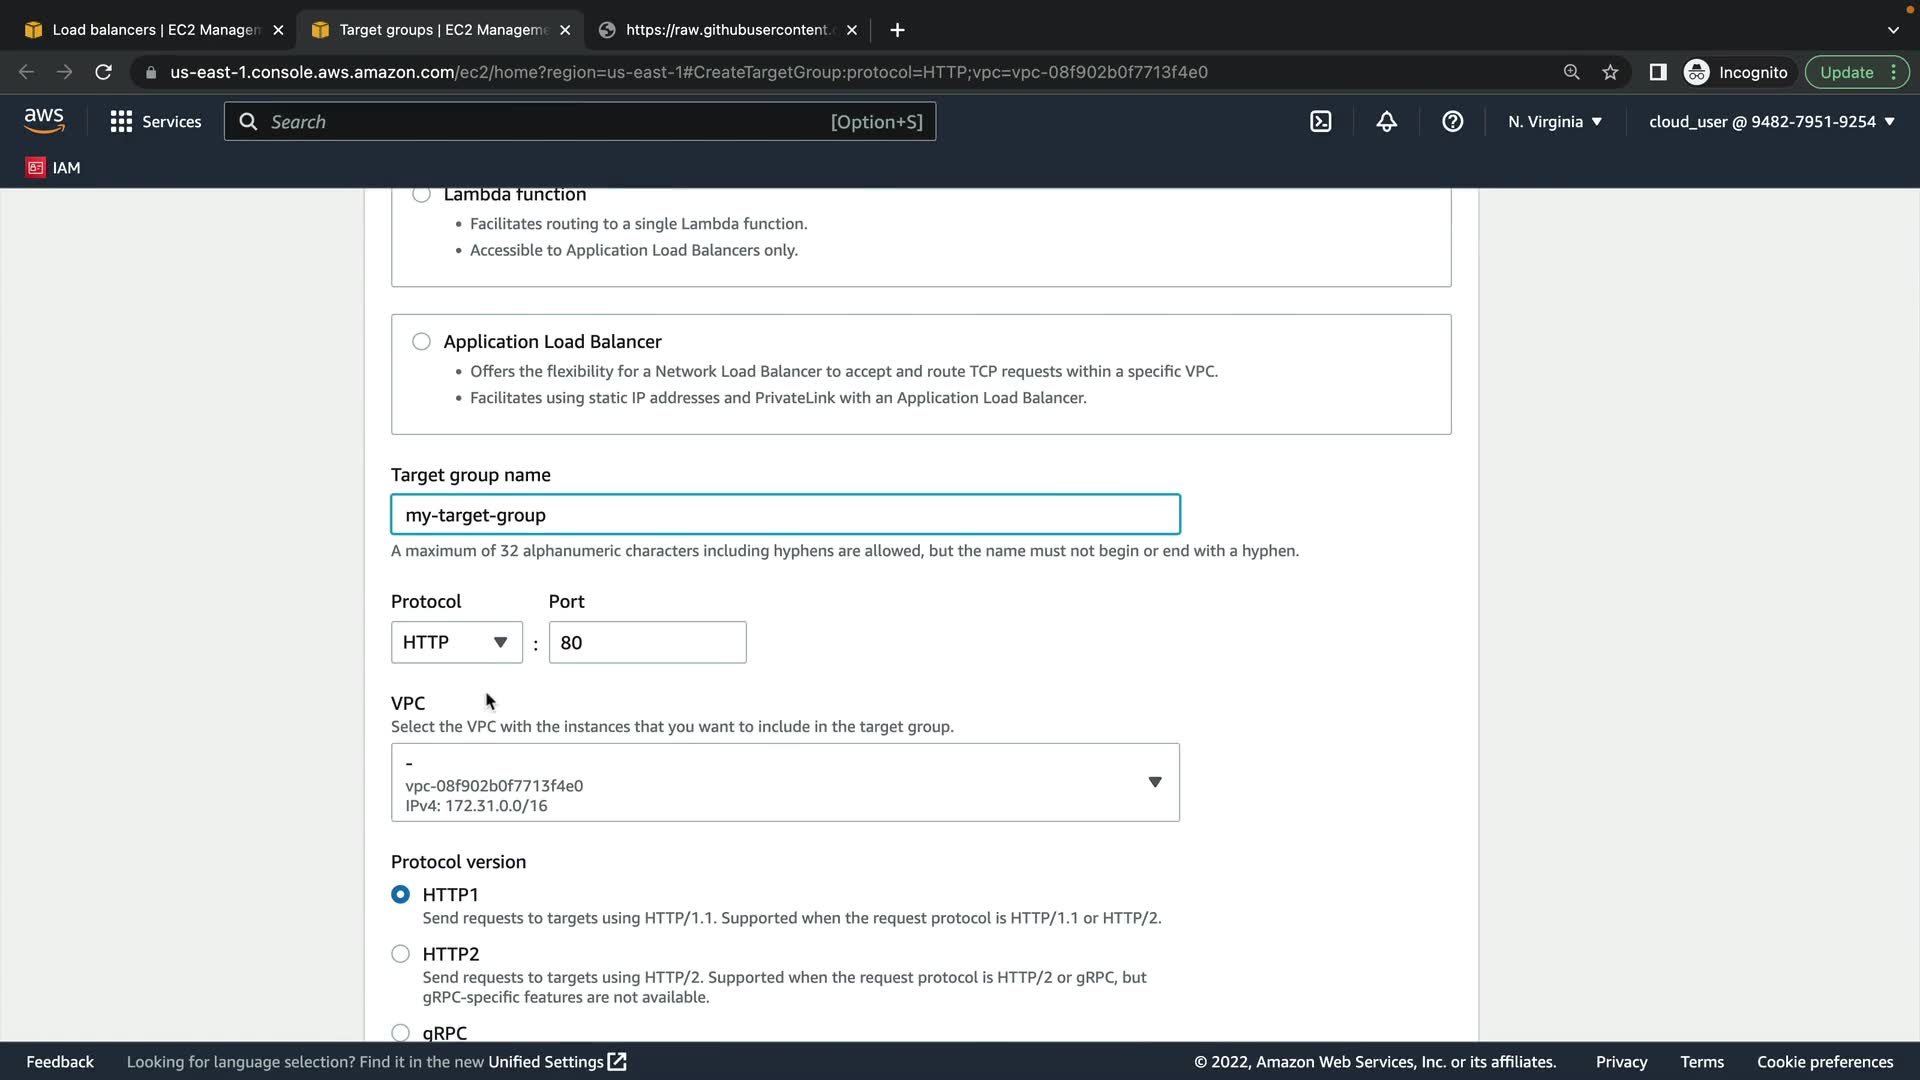 Load balancers | EC2 Managem
Target groups | EC2 Manageme
https://raw.githubusercontent.c
us-east-1.console.aws.amazon.com/ec2/home?region=us-east-1#CreateTargetGroup:protocol=HTTP;vpc=vpc-08f902b0f7713f4e0
Incognito
Update
aws
Services
Search
[Option+S]
N. Virginia
cloud_user @ 9482-7951-9254
IAM
Lambda function
• Facilitates routing to a single Lambda function.
• Accessible to Application Load Balancers only.
Application Load Balancer
• Offers the flexibility for a Network Load Balancer to accept and route TCP requests within a specific VPC.
• Facilitates using static IP addresses and PrivateLink with an Application Load Balancer.
Target group name
my-target-group
A maximum of 32 alphanumeric characters including hyphens are allowed, but the name must not begin or end with a hyphen.
Protocol
Port
HTTP
:
80
VPC
Select the VPC with the instances that you want to include in the target group.
-
vpc-08f902b0f7713f4e0
IPv4: 172.31.0.0/16
Protocol version
HTTP1
Send requests to targets using HTTP/1.1. Supported when the request protocol is HTTP/1.1 or HTTP/2.
HTTP2
Send requests to targets using HTTP/2. Supported when the request protocol is HTTP/2 or gRPC, but
gRPC-specific features are not available.
gRPC
Feedback
Looking for language selection? Find it in the new Unified Settings
© 2022, Amazon Web Services, Inc. or its affiliates.
Privacy
Terms
Cookie preferences